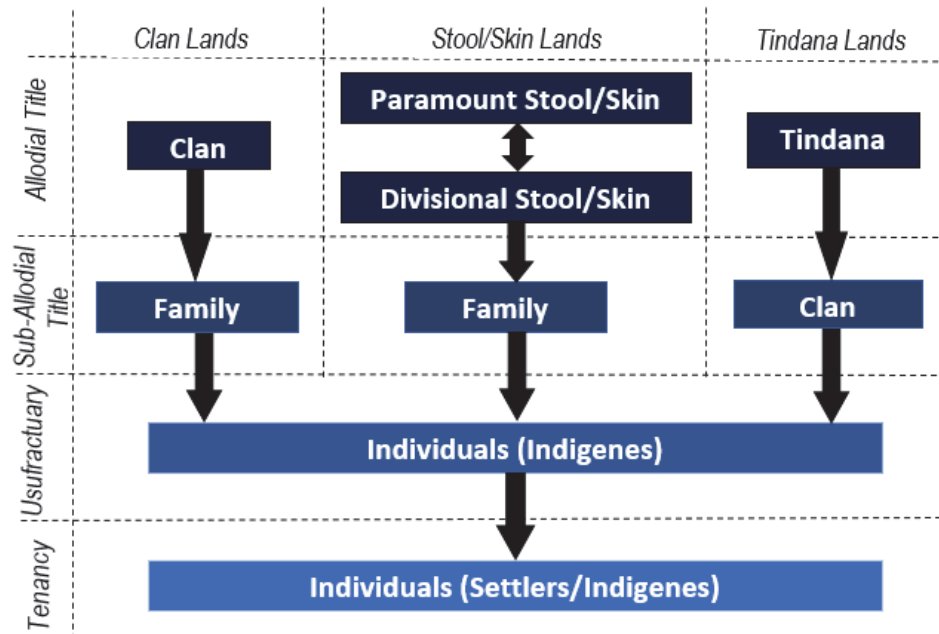 Clan Lands
Stool/Skin Lands
Tindana Lands
Allodial Title
Paramount Stool/Skin
Clan
Tindana
Divisional Stool/Skin
Sub-Allodial
Title
Family
Family
Clan
Usufractuary
Individuals (Indigenes)
Tenancy
Individuals (Settlers/Indigenes)